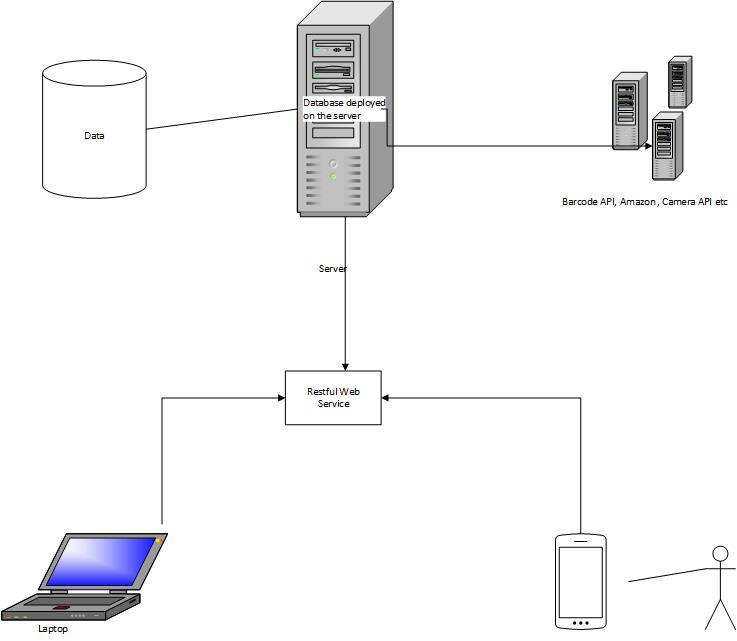 Data
Database deployed
on the server
Barcode API, Amazon, Camera API etc
Server
Restful Web
Service
Laptop